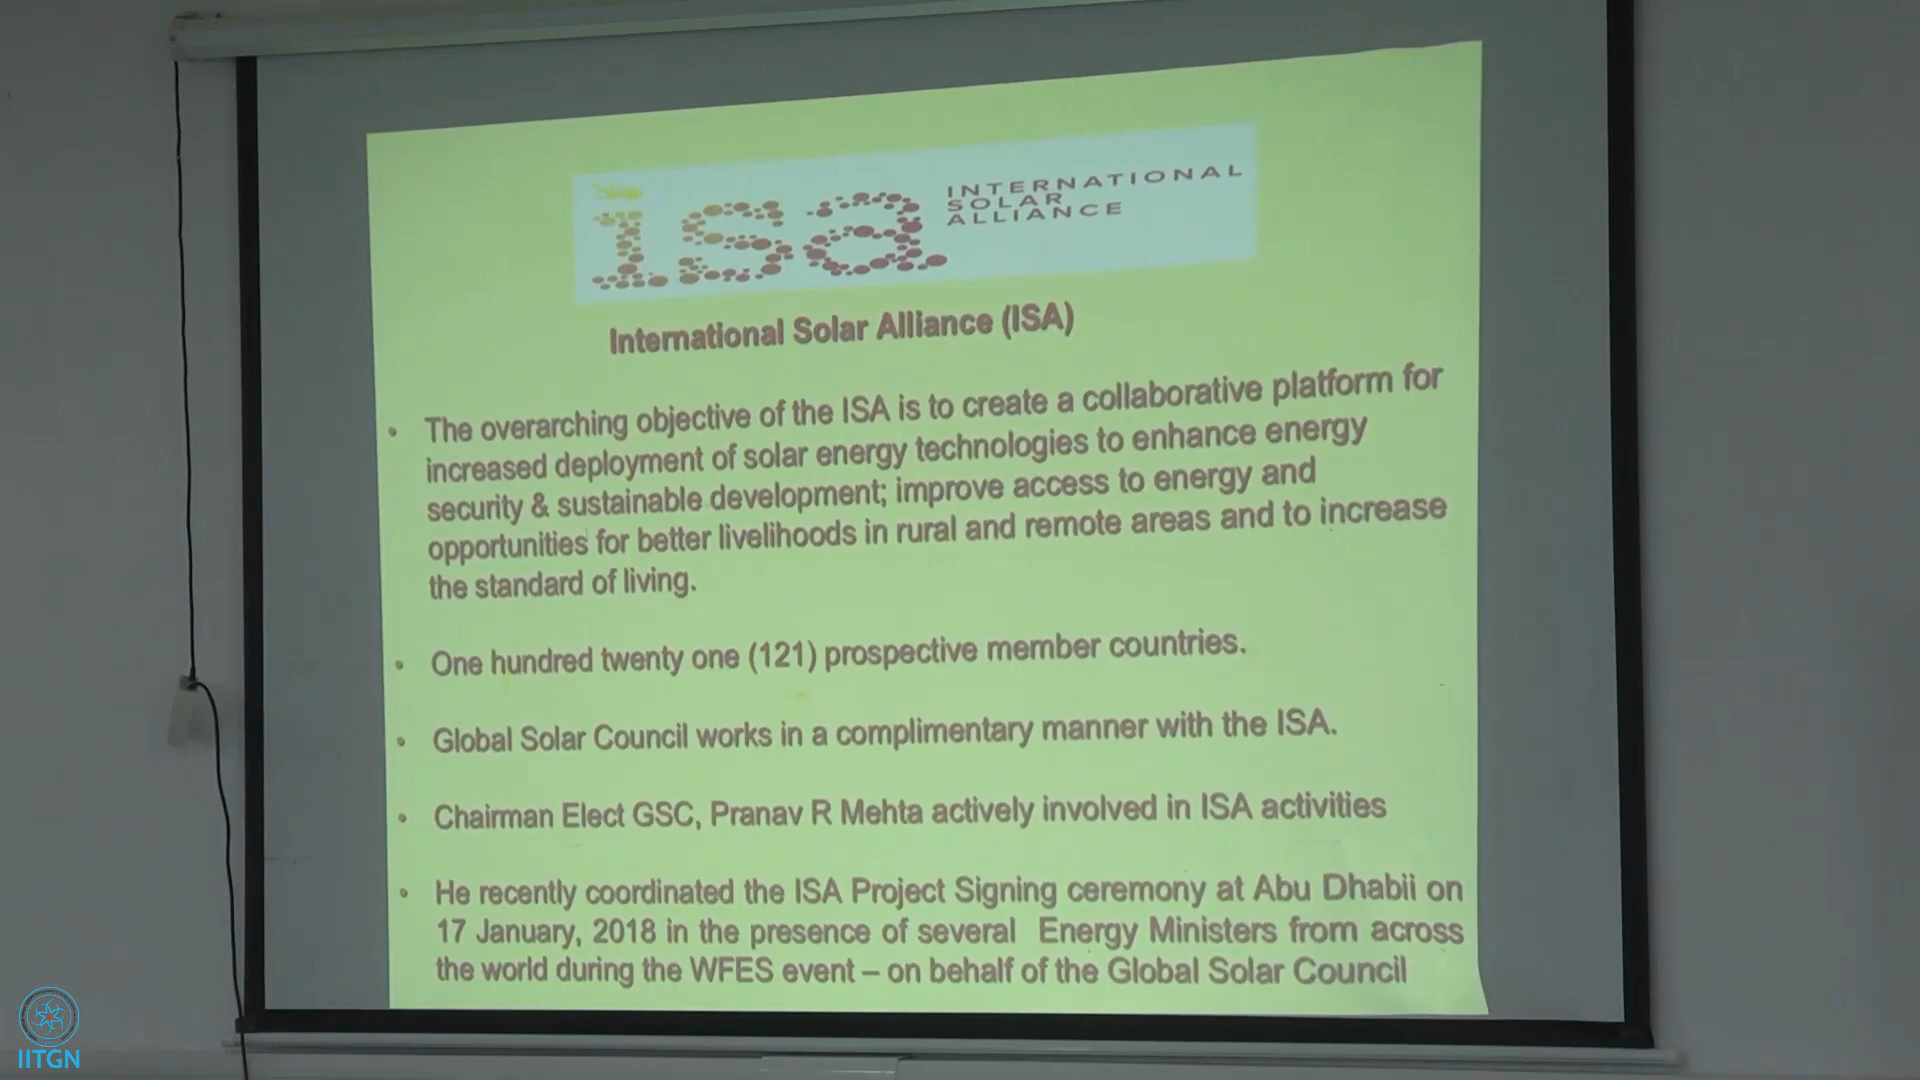 isa
INTERNATIONAL
SOLAR
ALLIANCE
International Solar Alliance (ISA)
• The overarching objective of the ISA is to create a collaborative platform for
increased deployment of solar energy technologies to enhance energy
security & sustainable development; improve access to energy and
opportunities for better livelihoods in rural and remote areas and to increase
the standard of living.
• One hundred twenty one (121) prospective member countries.
• Global Solar Council works in a complimentary manner with the ISA.
• Chairman Elect GSC, Pranav R Mehta actively involved in ISA activities
• He recently coordinated the ISA Project Signing ceremony at Abu Dhabii on
17 January, 2018 in the presence of several Energy Ministers from across
the world during the WFES event – on behalf of the Global Solar Council
IITGN